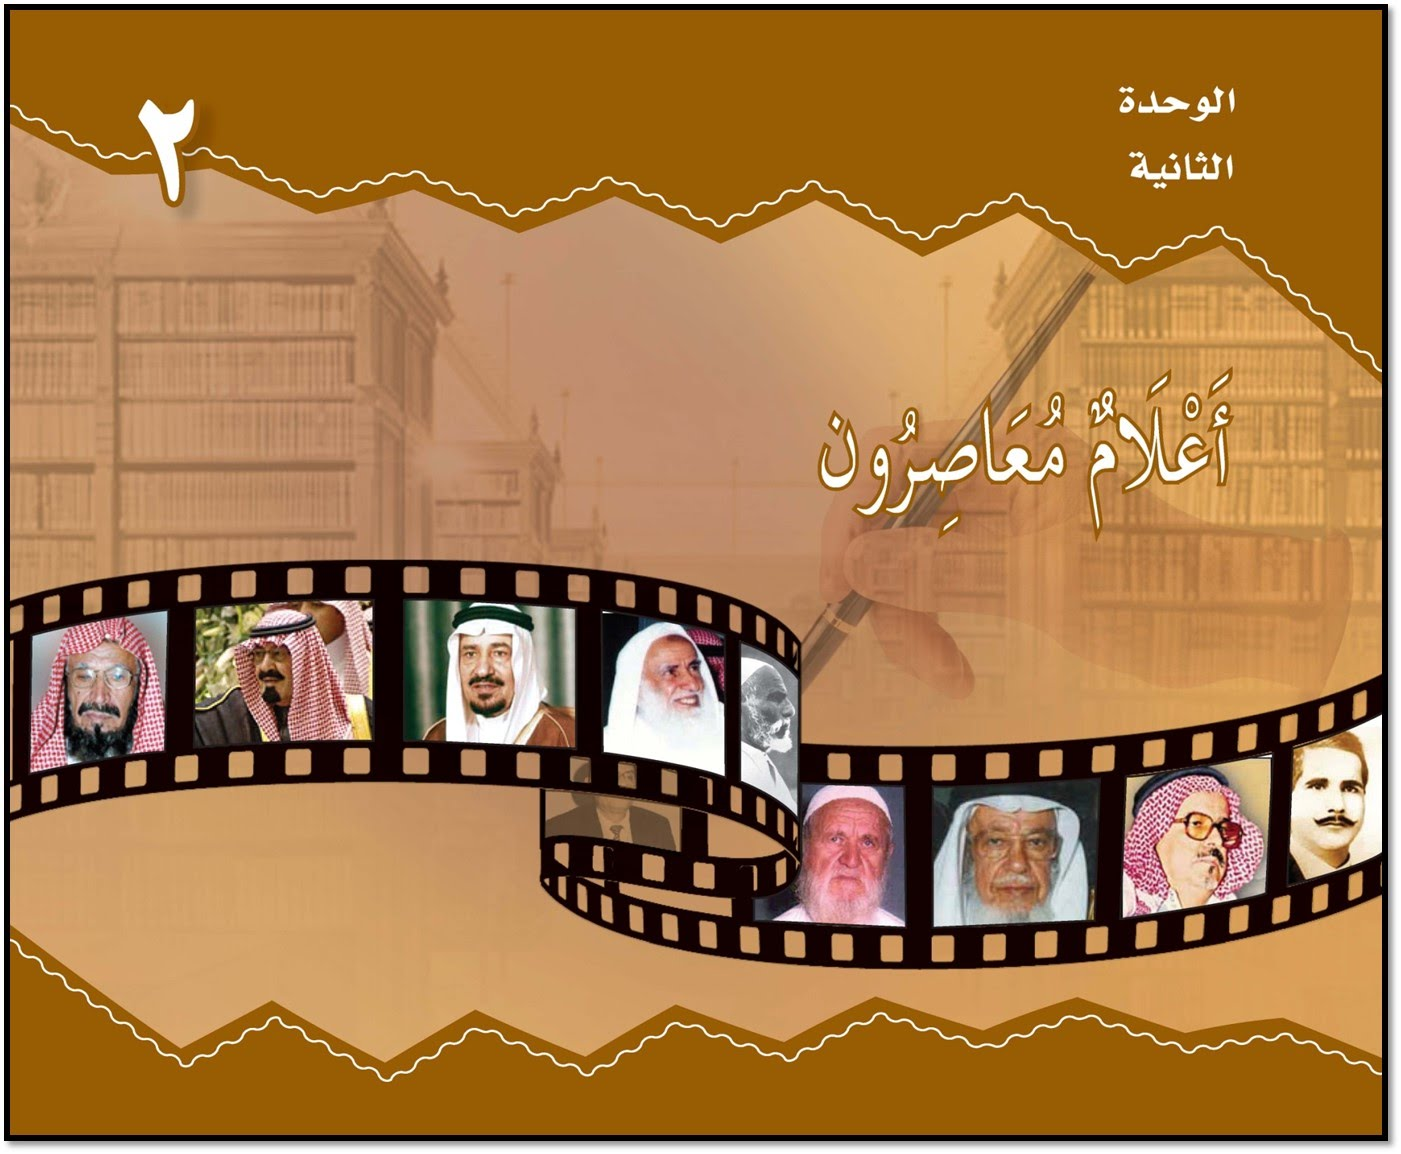 الوحدة
الثانية
٢
أَعْلَامٌ مُعَاصِرُون